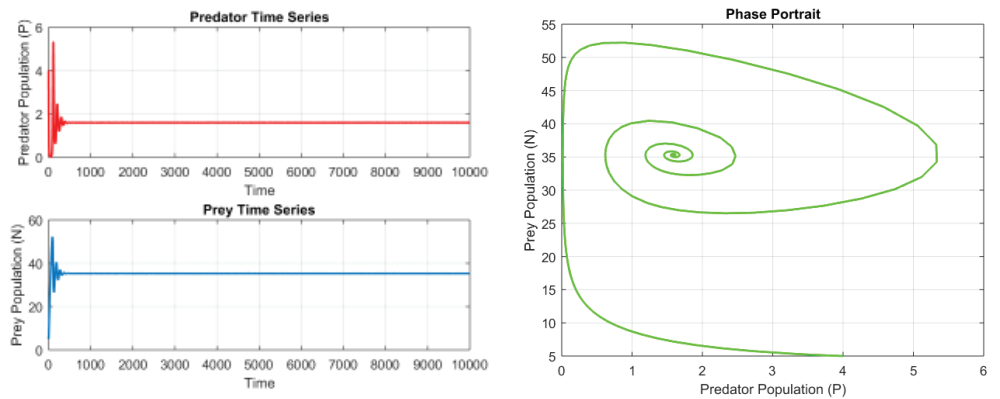 Predator Time Series
Predator Population (P)
6
4
2
0
0 1000 2000 3000 4000 5000 6000 7000 8000 9000 10000
Time
Prey Time Series
Prey Population (N)
60
40
20
0
0 1000 2000 3000 4000 5000 6000 7000 8000 9000 10000
Time
Phase Portrait
Prey Population (N)
55
50
45
40
35
30
25
20
15
10
5
0 1 2 3 4 5 6
Predator Population (P)